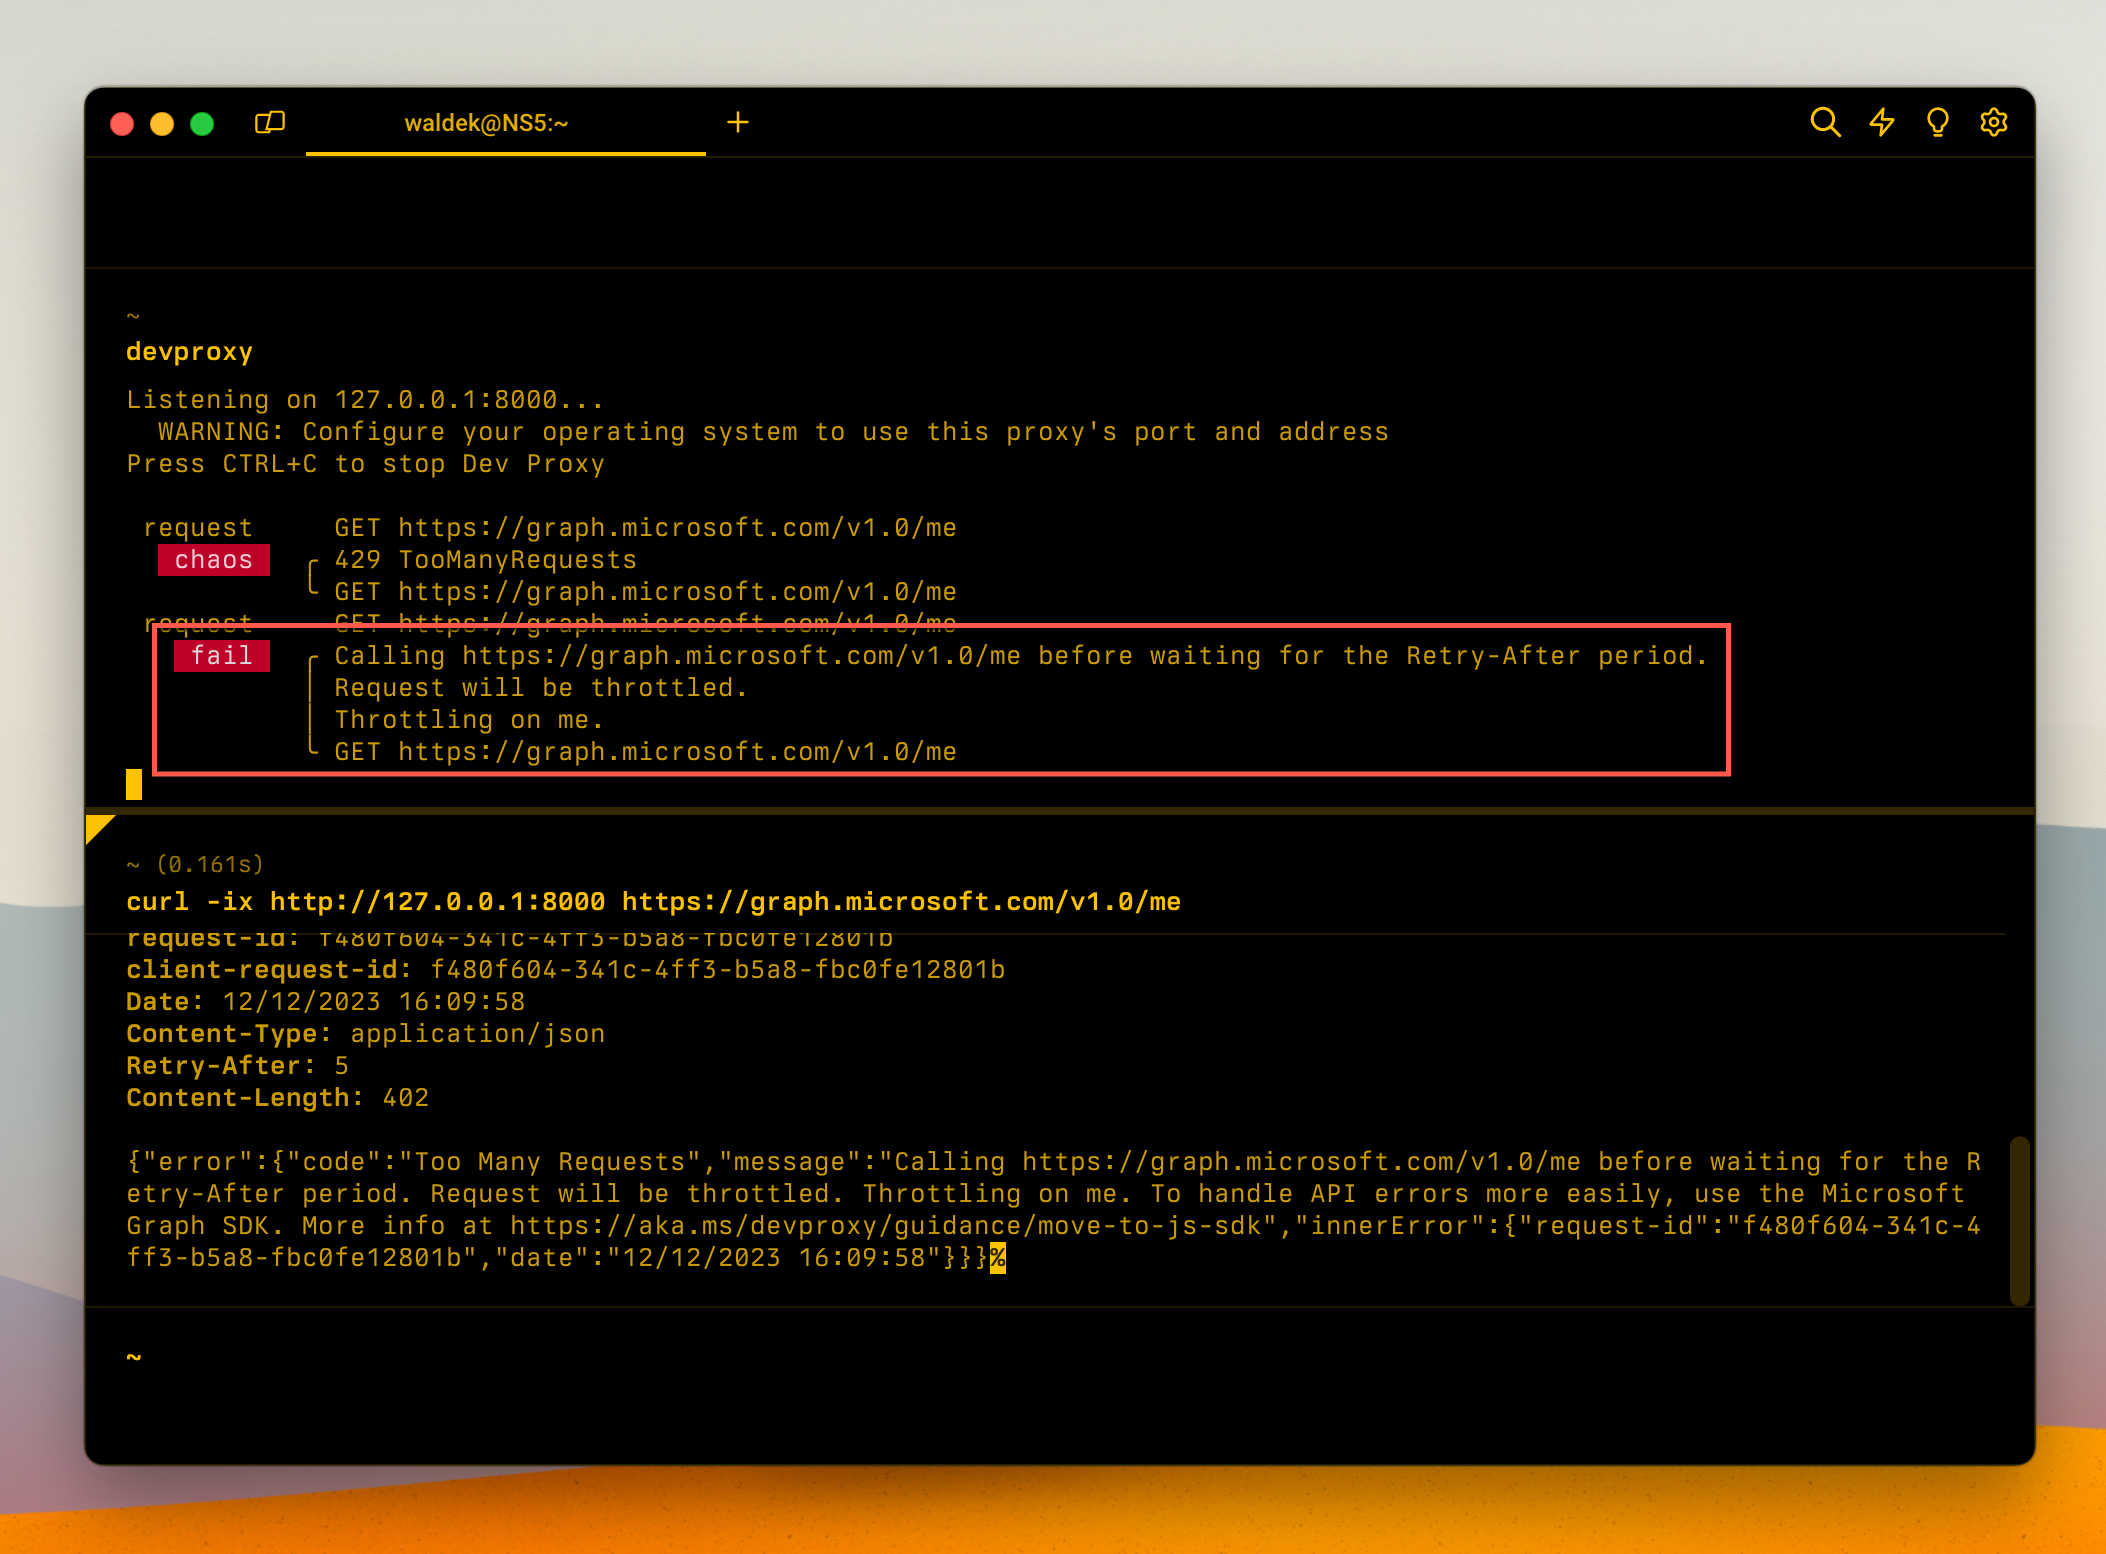 waldek@NS5:~
~
devproxy
Listening on 127.0.0.1:8000...
WARNING: Configure your operating system to use this proxy's port and address
Press CTRL+C to stop Dev Proxy
request GET https://graph.microsoft.com/v1.0/me
chaos 429 TooManyRequests
GET https://graph.microsoft.com/v1.0/me
request GET https://graph.microsoft.com/v1.0/me
fail Calling https://graph.microsoft.com/v1.0/me before waiting for the Retry-After period.
Request will be throttled.
Throttling on me.
GET https://graph.microsoft.com/v1.0/me
~ (0.161s)
curl -ix http://127.0.0.1:8000 https://graph.microsoft.com/v1.0/me
request-id: f480f604-341c-4ff3-b5a8-fbc0fe12801b
client-request-id: f480f604-341c-4ff3-b5a8-fbc0fe12801b
Date: 12/12/2023 16:09:58
Content-Type: application/json
Retry-After: 5
Content-Length: 402
{"error":{"code":"Too Many Requests","message":"Calling https://graph.microsoft.com/v1.0/me before waiting for the R
etry-After period. Request will be throttled. Throttling on me. To handle API errors more easily, use the Microsoft
Graph SDK. More info at https://aka.ms/devproxy/guidance/move-to-js-sdk","innerError":{"request-id":"f480f604-341c-4
ff3-b5a8-fbc0fe12801b","date":"12/12/2023 16:09:58"}}}%
~